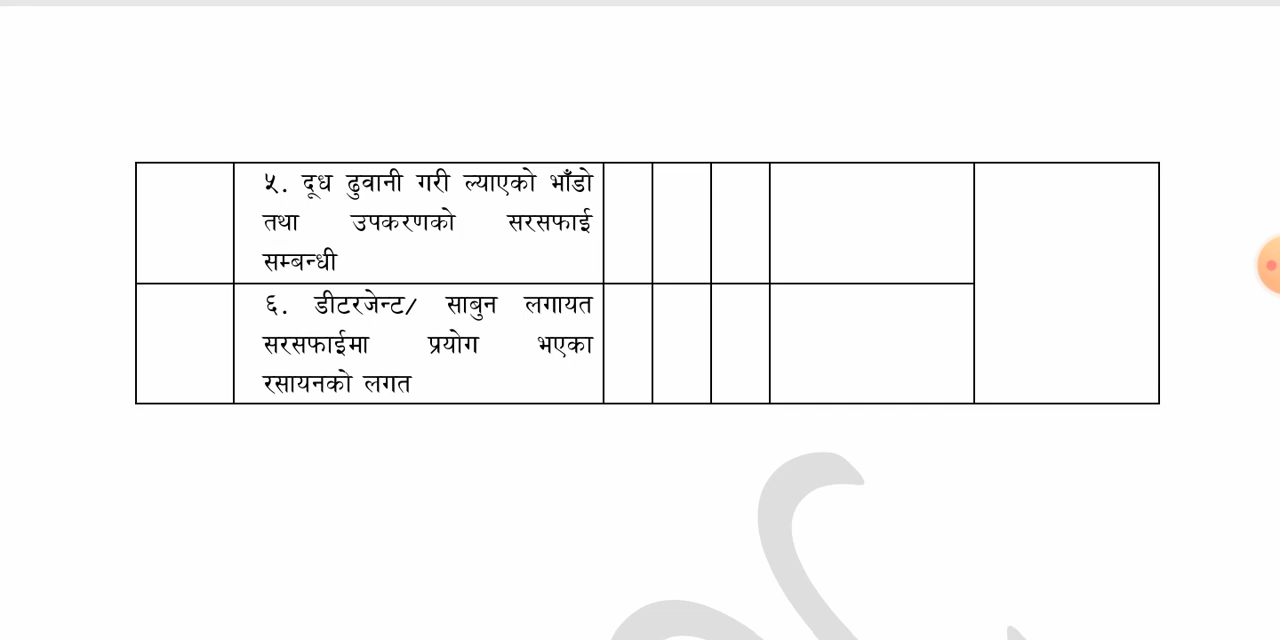 ५. दूध ढुवानी गरी ल्याएको भाँडो
तथा उपकरणको सरसफाई
सम्बन्धी
६. डीटरजेन्ट/ साबुन लगायत
सरसफाईमा प्रयोग भएका
रसायनको लगत